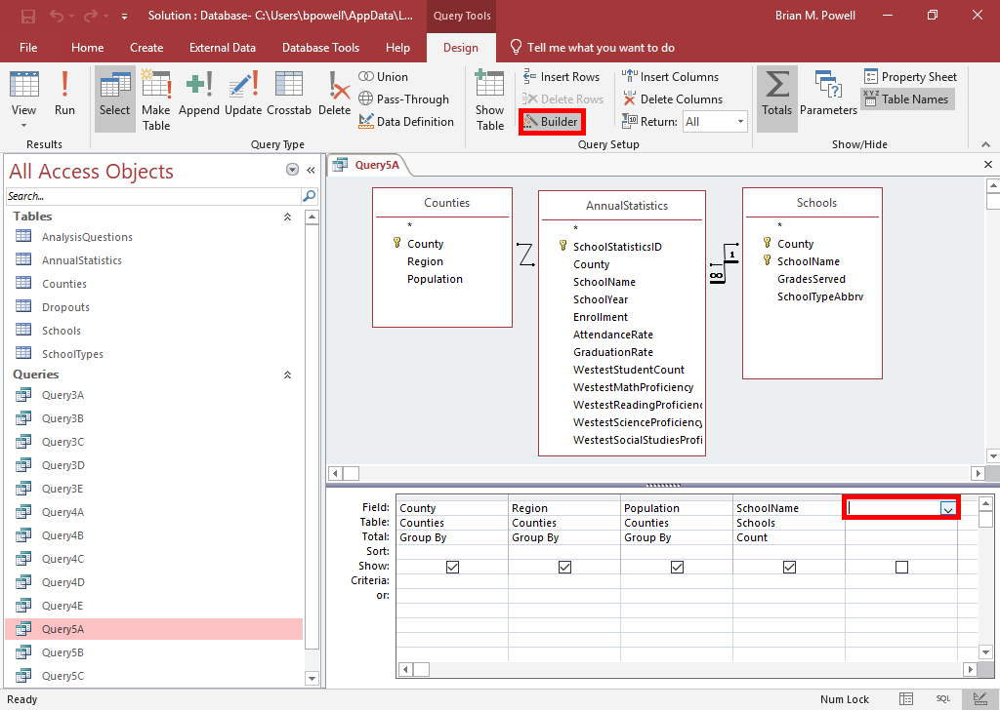 Solution : Database- C:\Users\bpowell\AppData\L... Query Tools Brian M. Powell
File Home Create External Data Database Tools Help Design Tell me what you want to do
View Run Select Make Table Append Update Crosstab Delete
Union
Pass-Through
Data Definition
Show Table
Insert Rows
Delete Rows
Builder
Insert Columns
Delete Columns
Return: All
Totals Parameters
Property Sheet
XYZ Table Names
Results Query Type Query Setup Show/Hide
All Access Objects
Search...
Tables
AnalysisQuestions
AnnualStatistics
Counties
Dropouts
Schools
SchoolTypes
Queries
Query3A
Query3B
Query3C
Query3D
Query3E
Query4A
Query4B
Query4C
Query4D
Query4E
Query5A
Query5B
Query5C
Query5A
Counties
*
County
Region
Population
AnnualStatistics
*
SchoolStatisticsID
County
SchoolName
SchoolYear
Enrollment
AttendanceRate
GraduationRate
WestestStudentCount
WestestMathProficiency
WestestReadingProficienc
WestestScienceProficiency
WestestSocialStudiesProfi
∞ 1
Schools
*
County
SchoolName
GradesServed
SchoolTypeAbbrv
Field: County Region Population SchoolName
Table: Counties Counties Counties Schools
Total: Group By Group By Group By Count
Sort:
Show:
Criteria:
or:
Ready Num Lock SQL